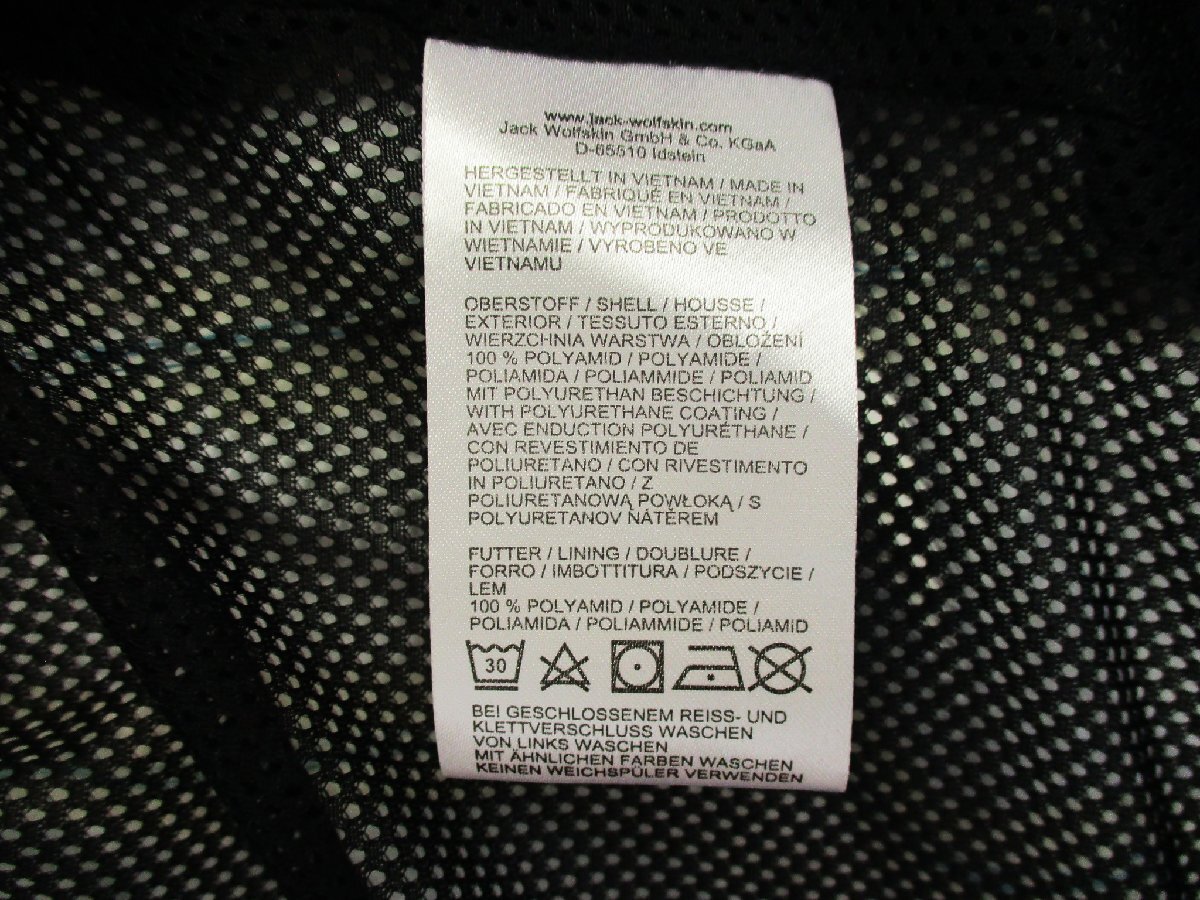 www.jack-wolfskin.com
Jack Wolfskin GmbH & Co. KGaA
D-65510 Idstein
HERGESTELLT IN VIETNAM / MADE IN
VIETNAM / FABRIQUÉ EN VIETNAM /
FABRICADO EN VIETNAM / PRODOTTO
IN VIETNAM / WYPRODUKOWANO W
WIETNAMIE / VYROBENO VE
VIETNAMU
OBERSTOFF / SHELL / HOUSSE /
EXTERIOR / TESSUTO ESTERNO /
WIERZCHNIA WARSTWA / OBLOŽENÍ
100 % POLYAMID / POLYAMIDE /
POLIAMIDA / POLIAMMIDE / POLIAMID
MIT POLYURETHAN BESCHICHTUNG /
WITH POLYURETHANE COATING /
AVEC ENDUCTION POLYURÉTHANE /
CON REVESTIMIENTO DE
POLIURETANO / CON RIVESTIMENTO
IN POLIURETANO / Z
POLIURETANOWĄ POWŁOKĄ / S
POLYURETANOV NÁTĚREM
FUTTER / LINING / DOUBLURE /
FORRO / IMBOTTITURA / PODSZYCIE /
LEM
100 % POLYAMID / POLYAMIDE /
POLIAMIDA / POLIAMMIDE / POLIAMID
30
BEI GESCHLOSSENEM REISS- UND
KLETTVERSCHLUSS WASCHEN
VON LINKS WASCHEN
MIT ÄHNLICHEN FARBEN WASCHEN
KEINEN WEICHSPÜLER VERWENDEN